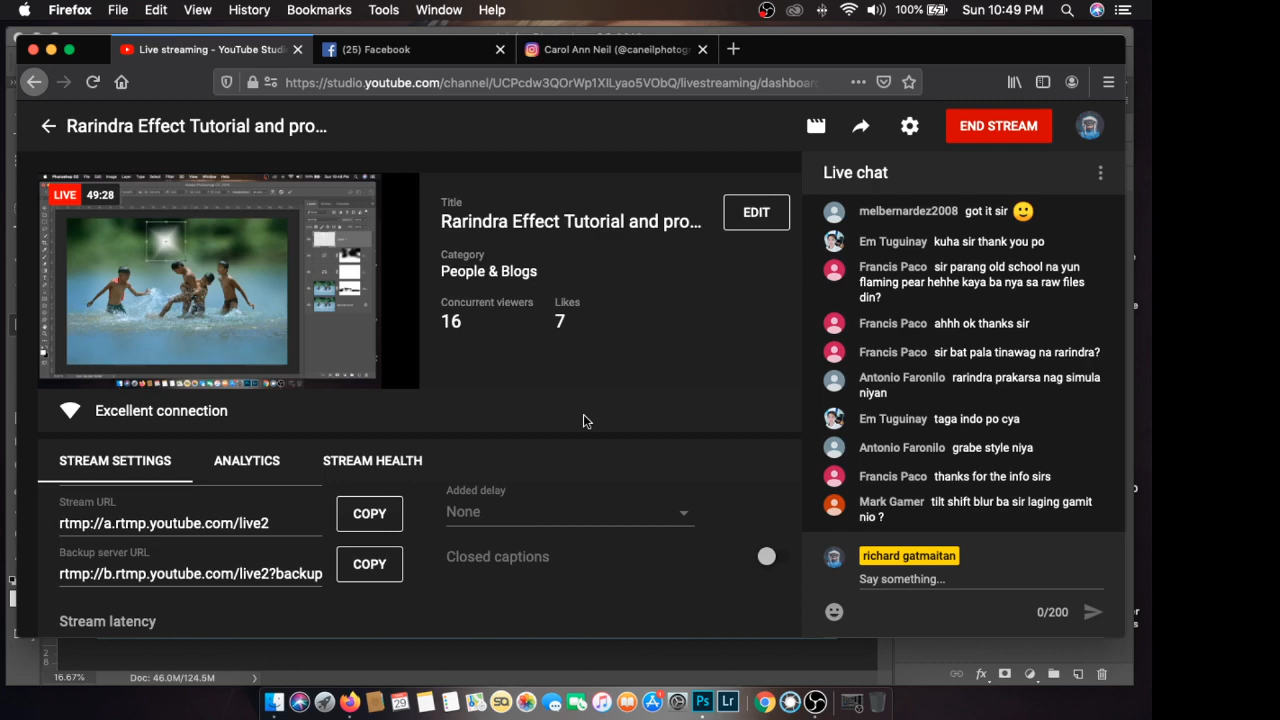 Firefox File Edit View History Bookmarks Tools Window Help 100% Sun 10:49 PM
Live streaming - YouTube Studi
(25) Facebook
Carol Ann Neil (@caneilphotogr
https://studio.youtube.com/channel/UCPcdw3QOrWp1XILyao5VObQ/livestreaming/dashboar
Rarindra Effect Tutorial and pro...
END STREAM
LIVE 49:28
Title
Rarindra Effect Tutorial and pro...
EDIT
Category
People & Blogs
Concurrent viewers Likes
16 7
Excellent connection
STREAM SETTINGS ANALYTICS STREAM HEALTH
Stream URL
rtmp://a.rtmp.youtube.com/live2
COPY
Backup server URL
rtmp://b.rtmp.youtube.com/live2?backup
COPY
Added delay
None
Closed captions
Stream latency
Live chat
melbernardez2008 got it sir
Em Tuguinay kuha sir thank you po
Francis Paco sir parang old school na yun
flaming pear hehhe kaya ba nya sa raw files
din?
Francis Paco ahhh ok thanks sir
Francis Paco sir bat pala tinawag na rarindra?
Antonio Faronilo rarindra prakarsa nag simula
niyan
Em Tuguinay taga indo po cya
Antonio Faronilo grabe style niya
Francis Paco thanks for the info sirs
Mark Gamer tilt shift blur ba sir laging gamit
nio ?
richard gatmaitan
Say something...
0/200
16.67% Doc: 46.0M/124.5M